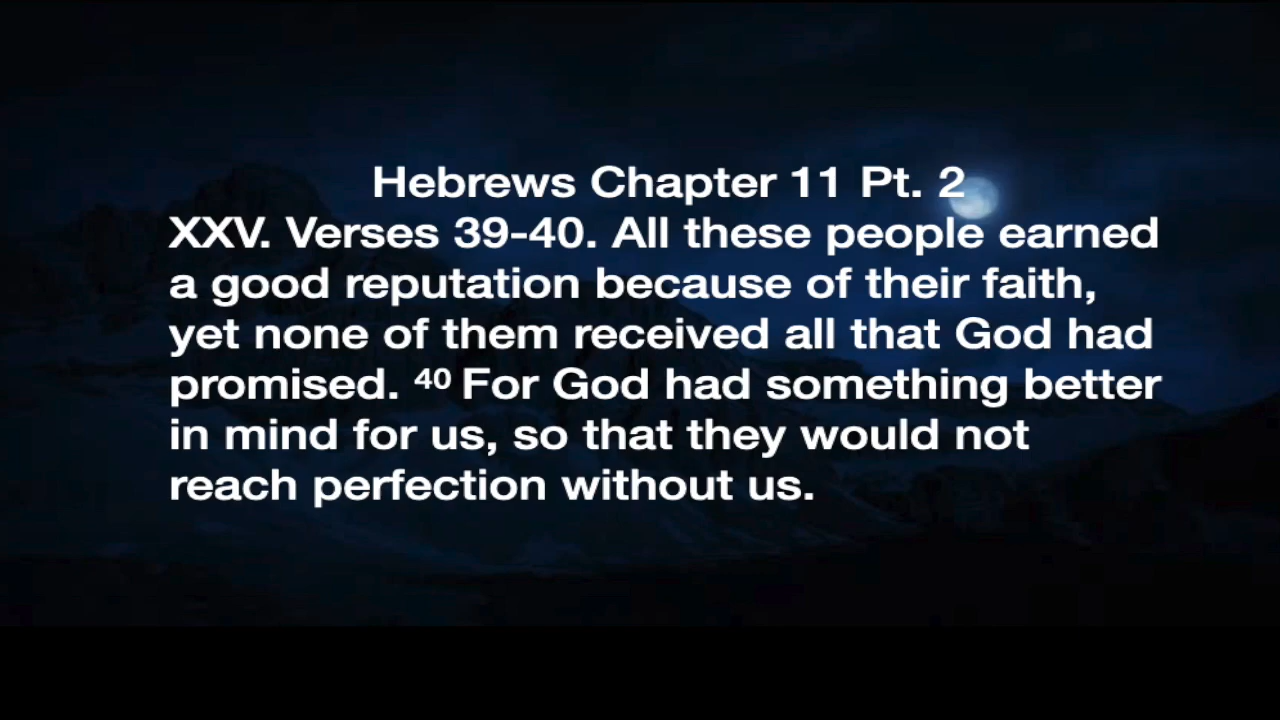 Hebrews Chapter 11 Pt. 2
XXV. Verses 39-40. All these people earned
a good reputation because of their faith,
yet none of them received all that God had
promised. ⁴⁰ For God had something better
in mind for us, so that they would not
reach perfection without us.